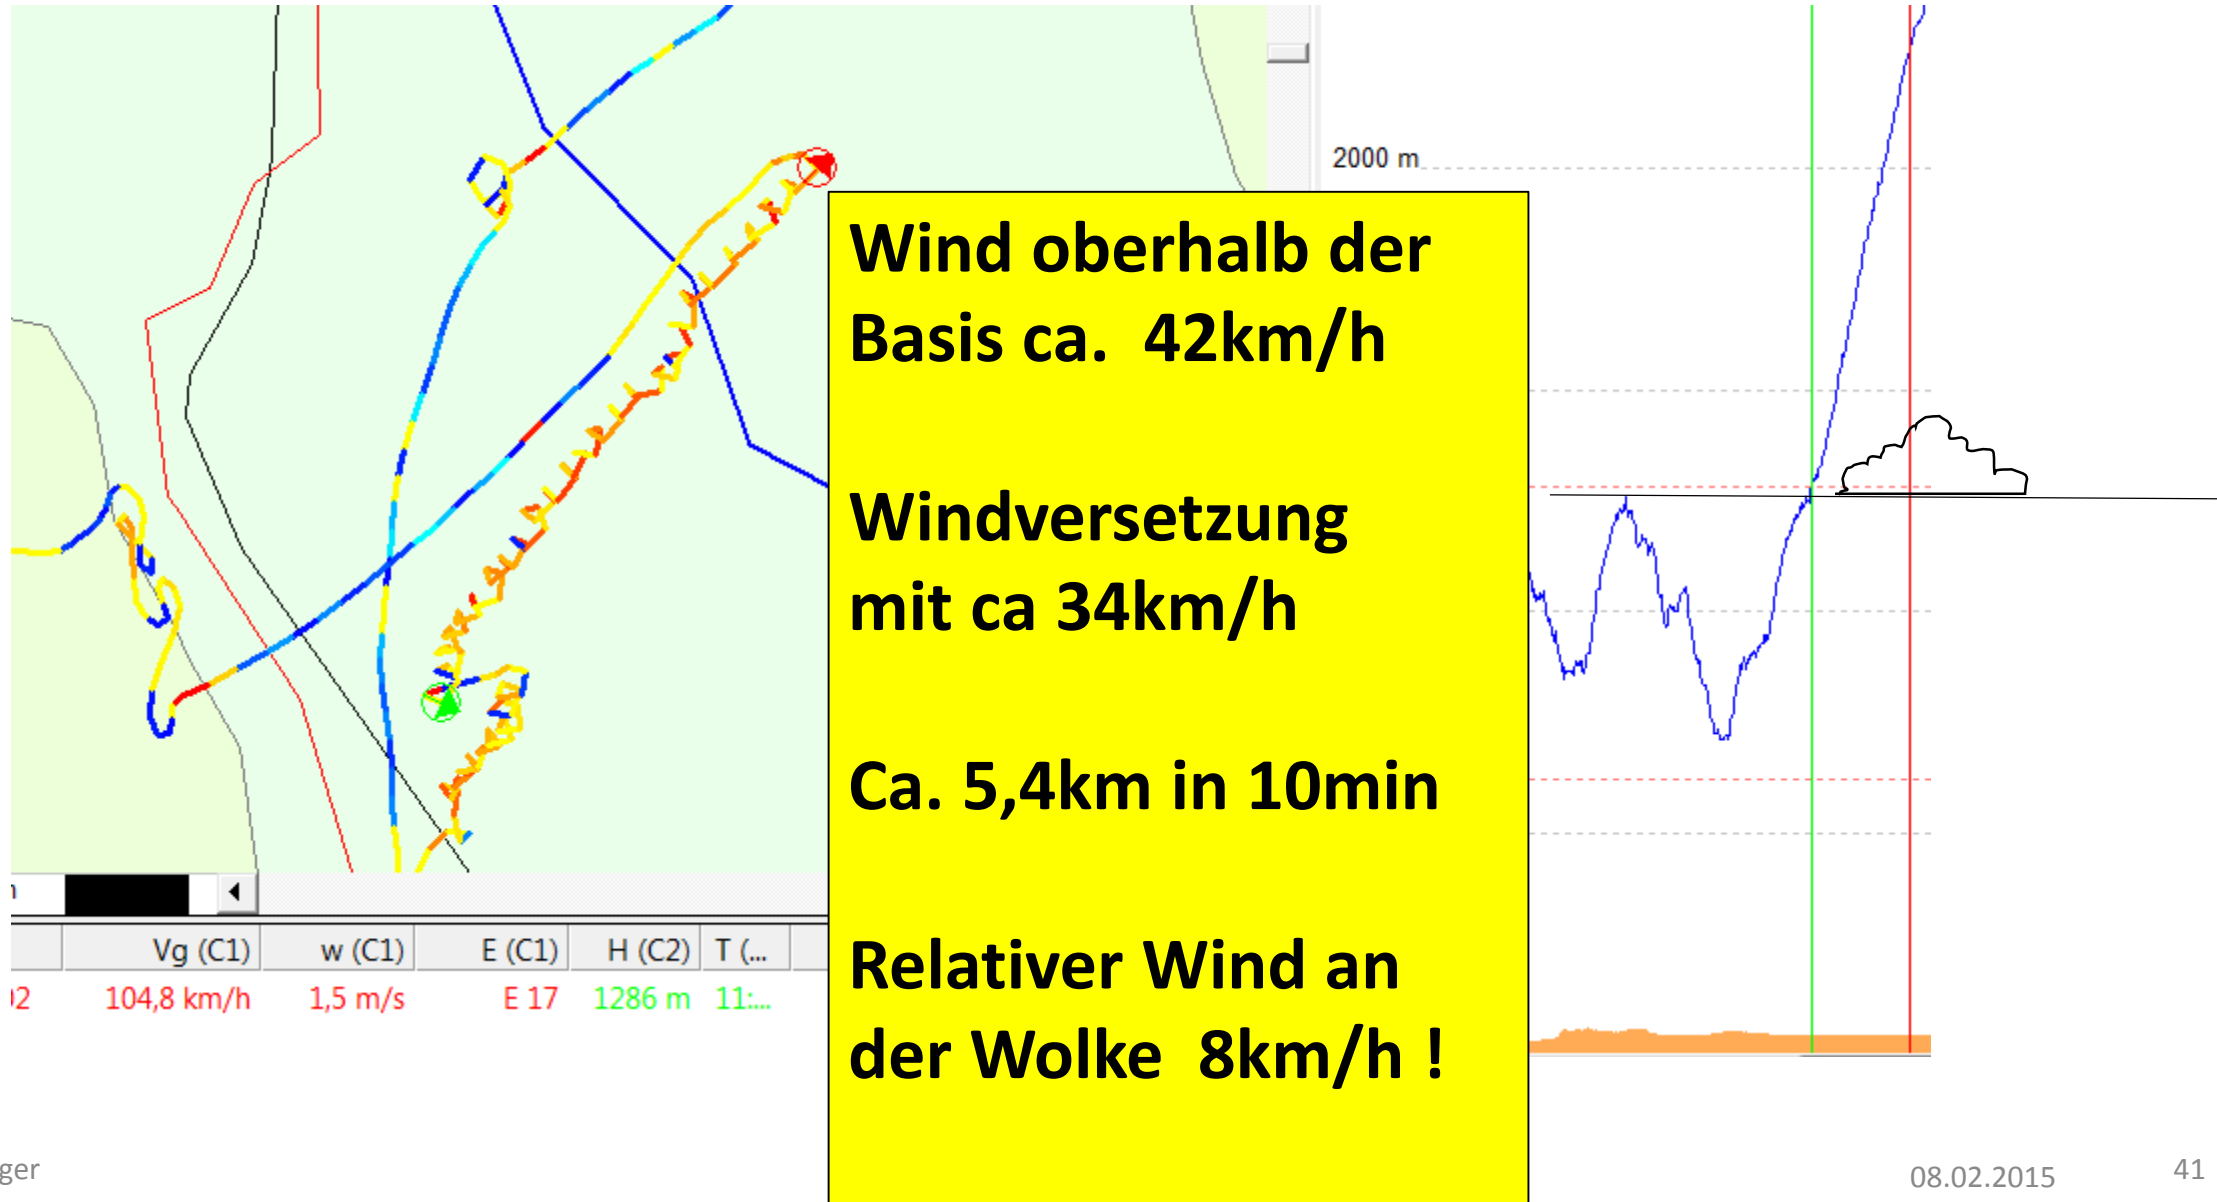 2000 m
Wind oberhalb der
Basis ca. 42km/h
Windversetzung
mit ca 34km/h
Ca. 5,4km in 10min
Relativer Wind an
der Wolke 8km/h !
Vg (C1) w (C1) E (C1) H (C2) T (...
104,8 km/h 1,5 m/s E 17 1286 m 11:...
ger
08.02.2015
41